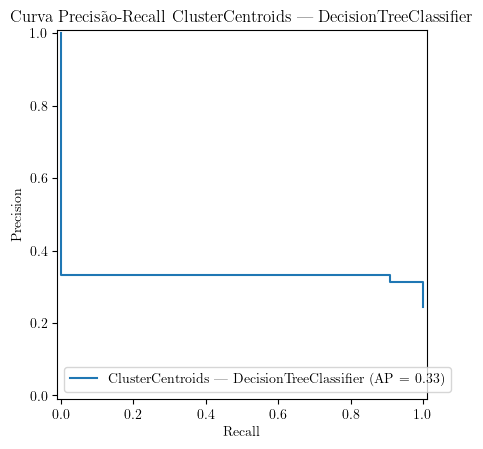 Curva Precisão-Recall ClusterCentroids — DecisionTreeClassifier
1.0
0.8
0.6
0.4
0.2
0.0
Precision
ClusterCentroids — DecisionTreeClassifier (AP = 0.33)
0.0 0.2 0.4 0.6 0.8 1.0
Recall